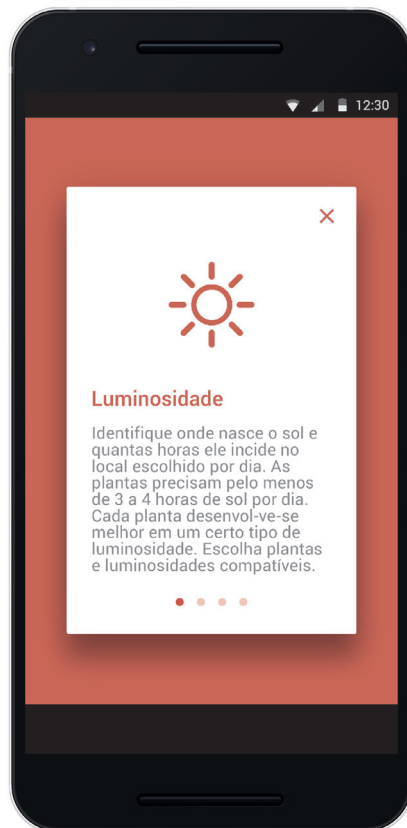 12:30
Luminosidade
Identifique onde nasce o sol e
quantas horas ele incide no
local escolhido por dia. As
plantas precisam pelo menos
de 3 a 4 horas de sol por dia.
Cada planta desenvol-ve-se
melhor em um certo tipo de
luminosidade. Escolha plantas
e luminosidades compatíveis.